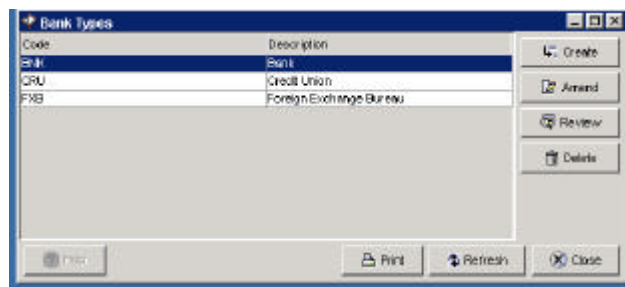 Bank Types
Code Description
BNK Bank
CRU Credit Union
FXB Foreign Exchange Bureau
Create
Amend
Review
Delete
Print Refresh Close